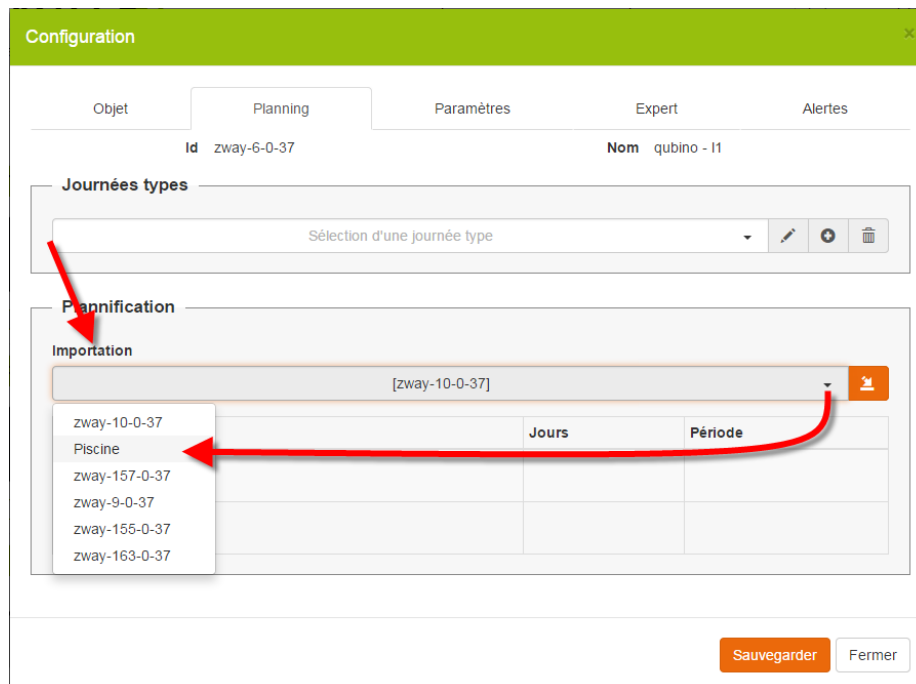 Configuration
×
Objet Planning Paramètres Expert Alertes
Id zway-6-0-37 Nom qubino - l1
Journées types
Sélection d'une journée type
Plannification
Importation
[zway-10-0-37]
zway-10-0-37
Jours Période
Piscine
zway-157-0-37
zway-9-0-37
zway-155-0-37
zway-163-0-37
Sauvegarder Fermer